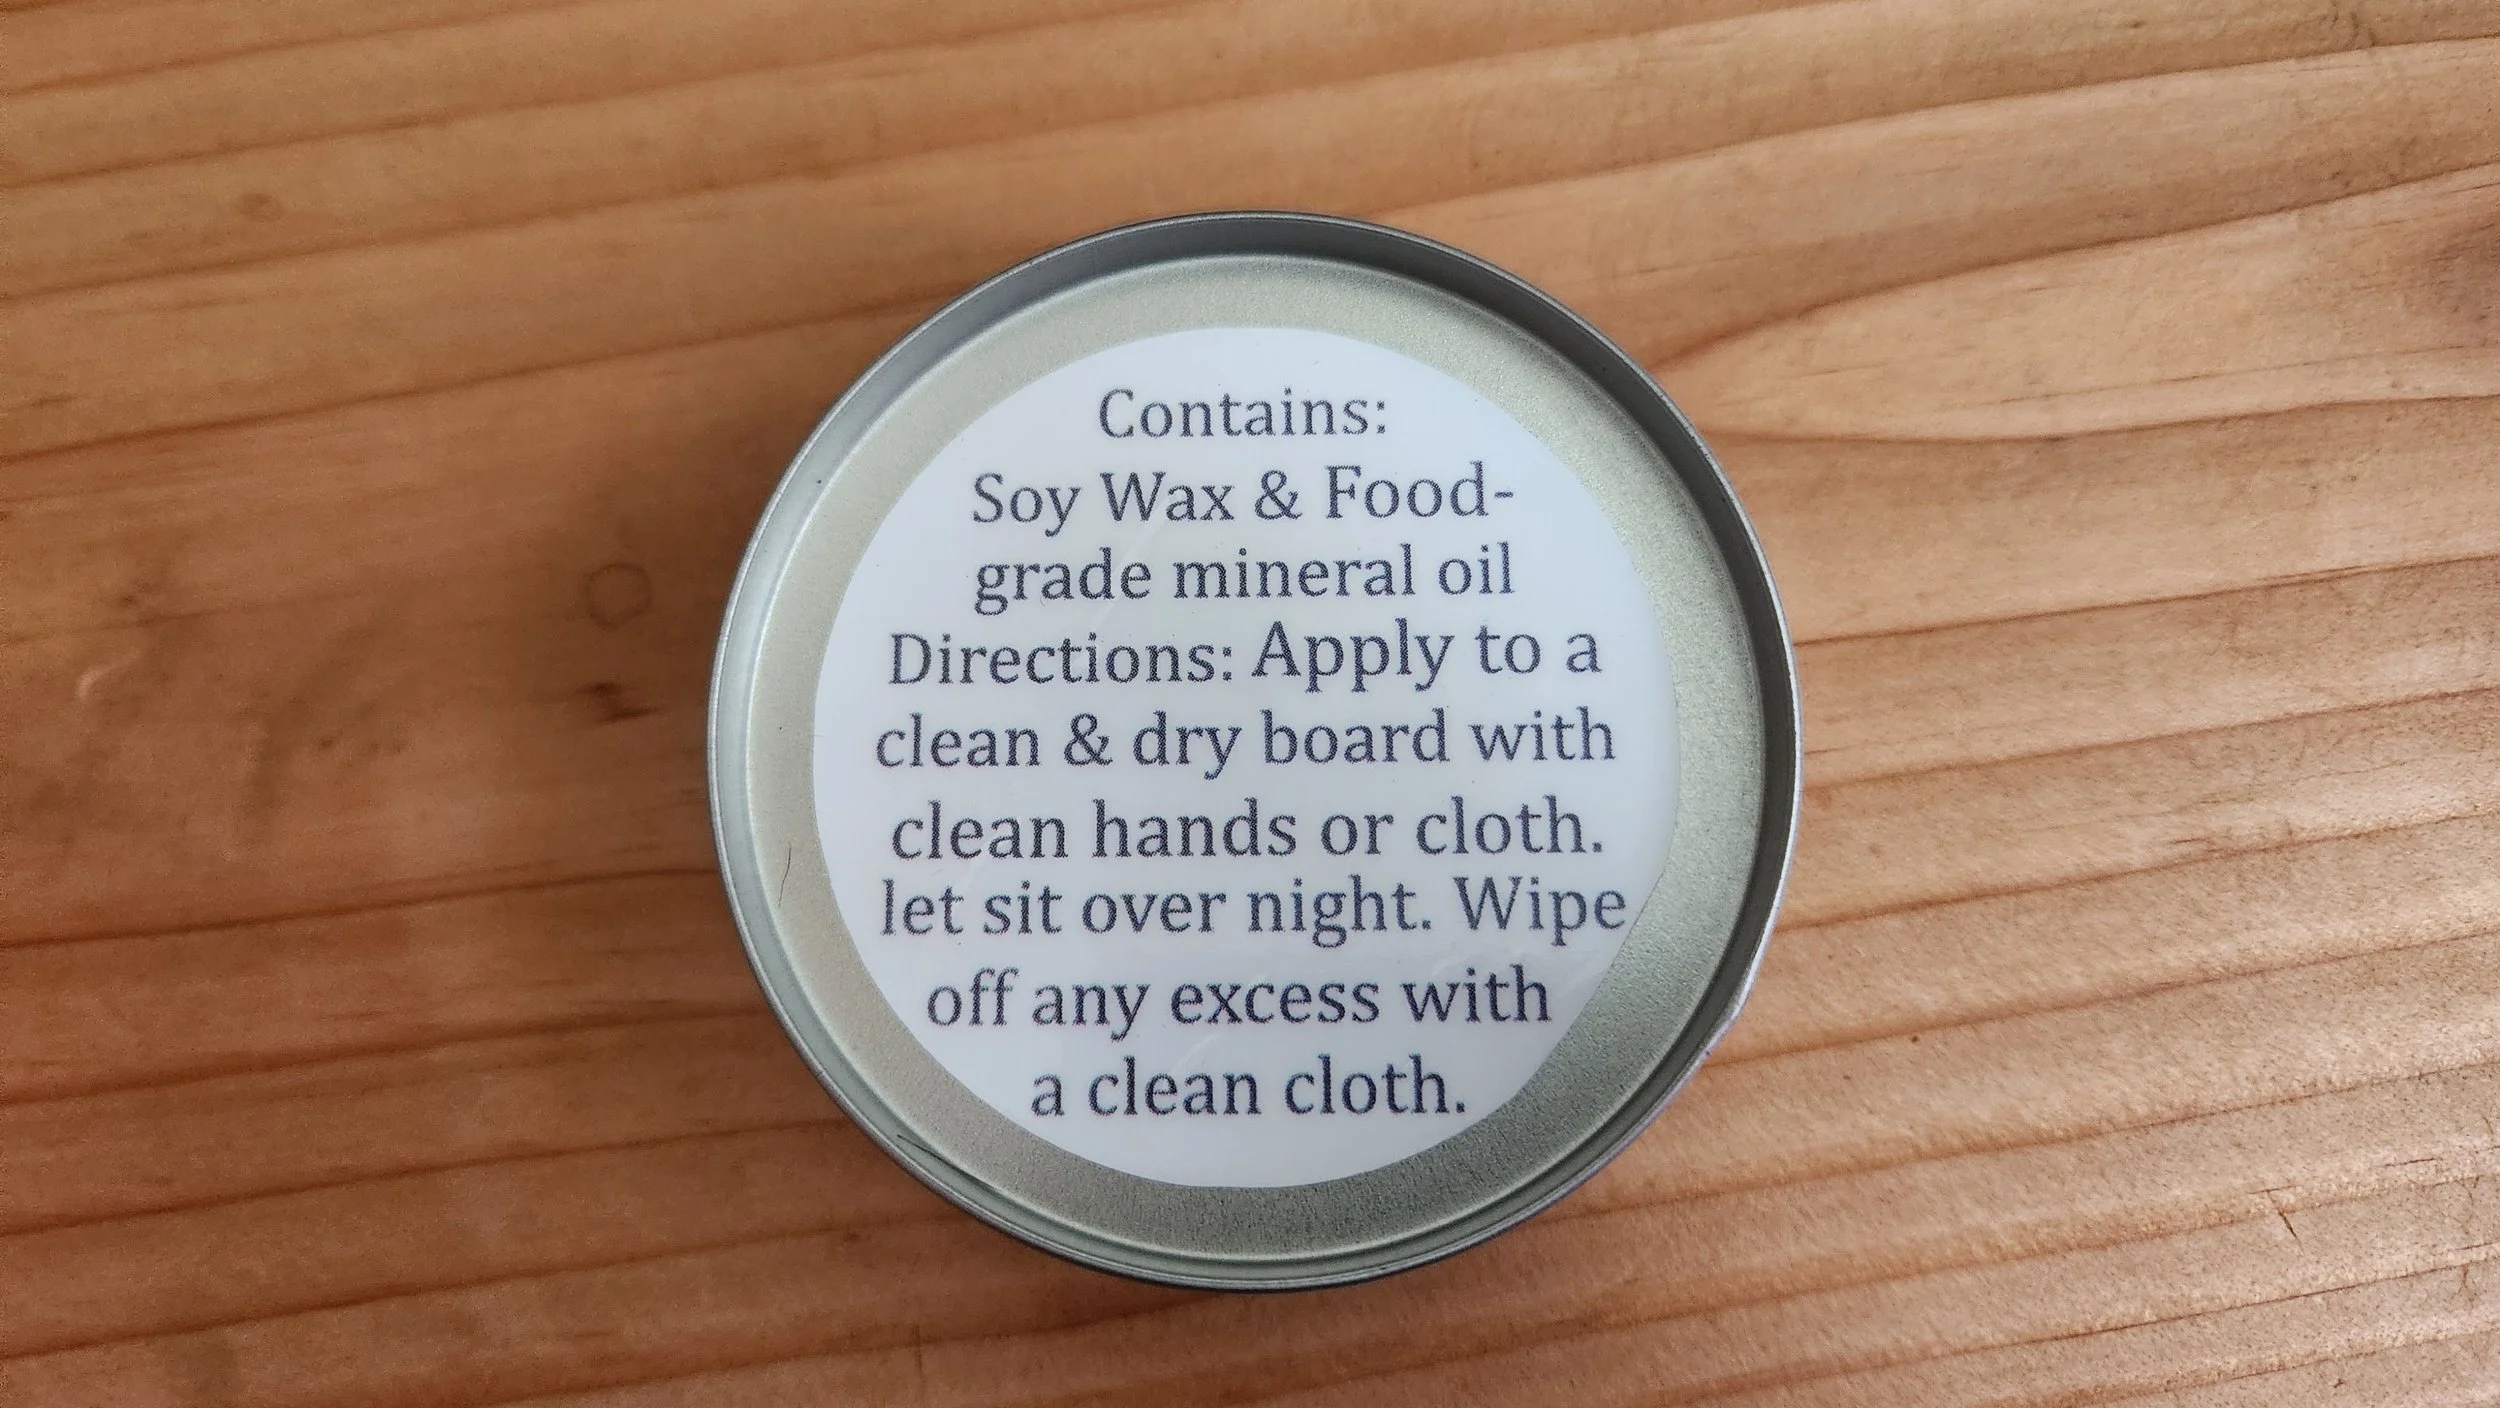 Contains:
Soy Wax & Food-
grade mineral oil
Directions: Apply to a
clean & dry board with
clean hands or cloth.
let sit over night. Wipe
off any excess with
a clean cloth.